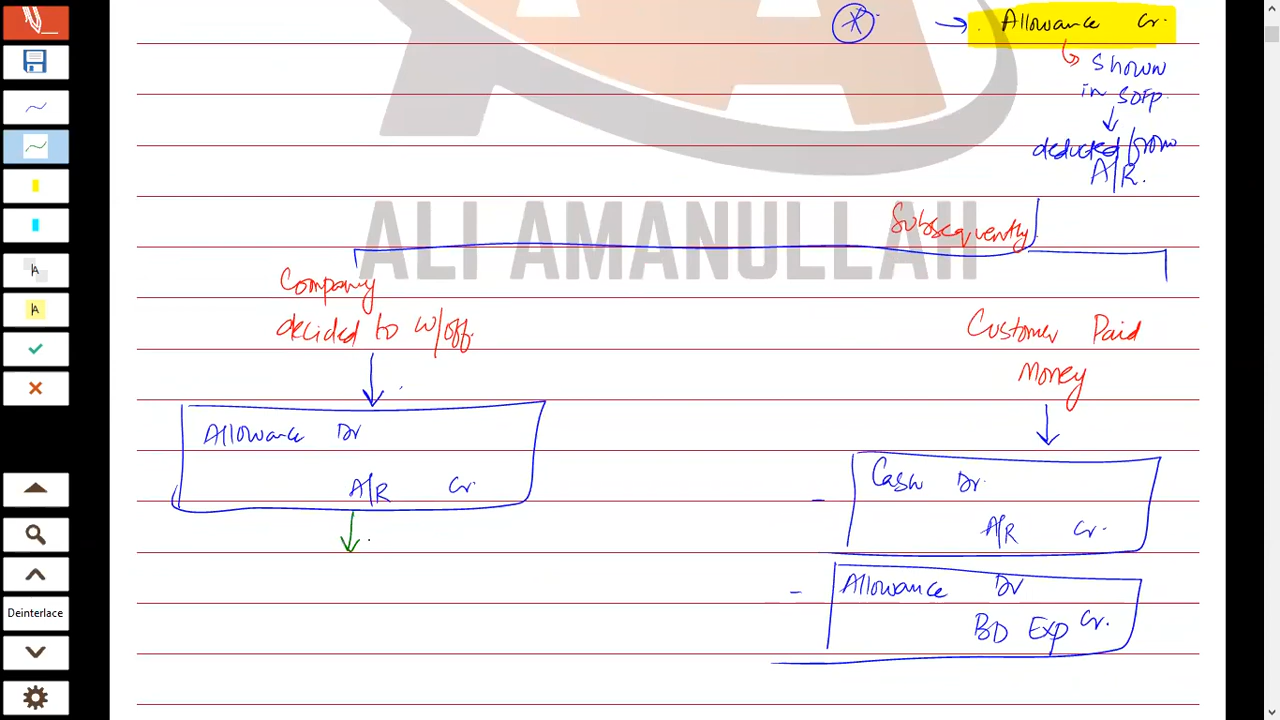 Allowance Cr.
Shown
in SOFP.
deducted from
A/R.
ALI AMANULLAH
Subsequently
Company
decided to w/off.
Customer Paid
Money
Allowance Dr
A/R Cr.
Cash Dr.
A/R Cr.
Allowance Dr
BD Exp Cr.
Deinterlace